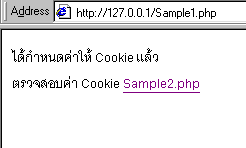 Address http://127.0.0.1/Sample1.php
ได้กำหนดค่าให้ Cookie แล้ว
ตรวจสอบค่า Cookie Sample2.php